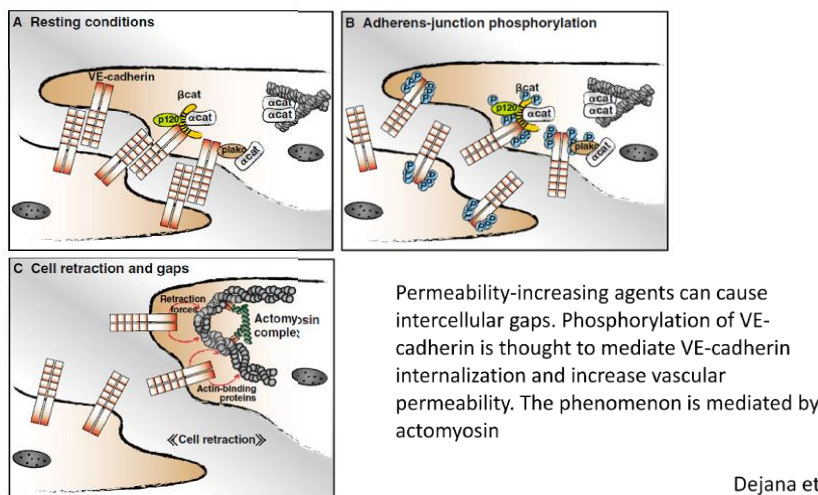 A Resting conditions
VE-cadherin
βcat
p120
αcat
plako
αcat
αcat
αcat
B Adherens-junction phosphorylation
βcat
P
P
P
p120
αcat
P
P
plako
αcat
αcat
αcat
C Cell retraction and gaps
Retraction
forces
Actomyosin
complex
Actin-binding
proteins
Cell retraction
Permeability-increasing agents can cause
intercellular gaps. Phosphorylation of VE-
cadherin is thought to mediate VE-cadherin
internalization and increase vascular
permeability. The phenomenon is mediated by
actomyosin
Dejana et